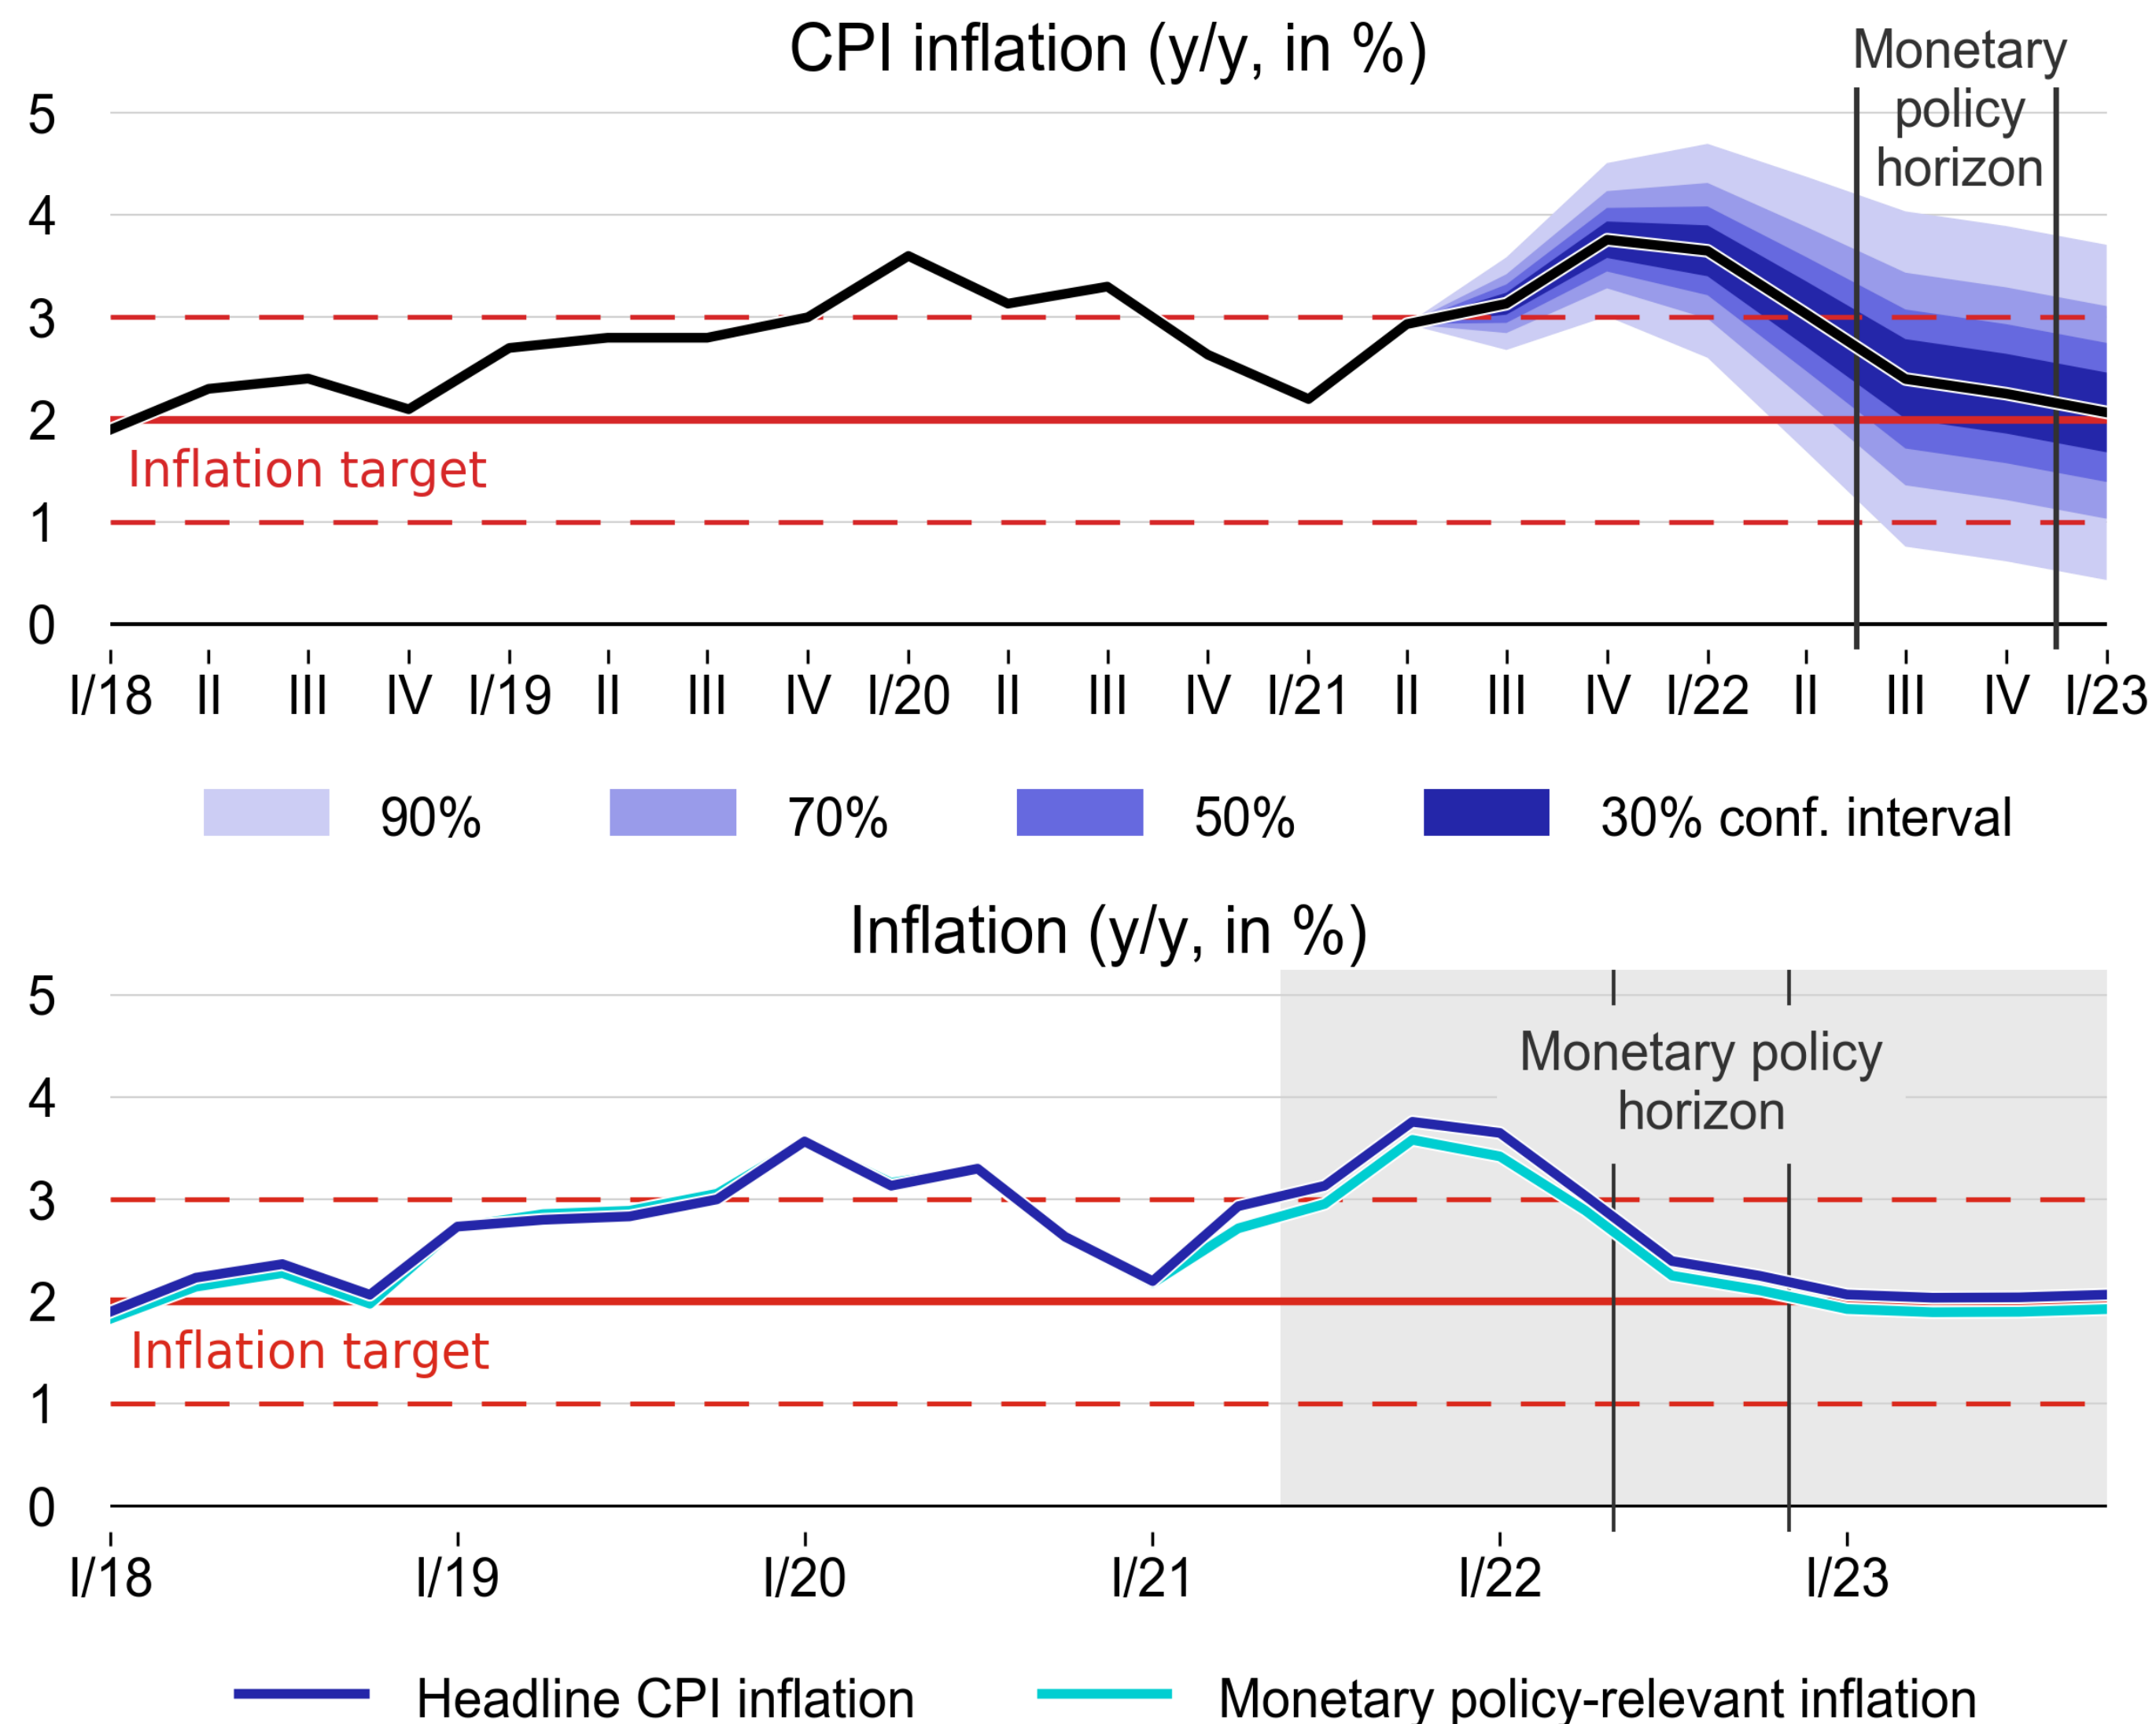 CPI inflation (y/y, in %)
Monetary
policy
horizon
5
4
3
2
1
0
Inflation target
I/18 II III IV I/19 II III IV I/20 II III IV I/21 II III IV I/22 II III IV I/23
90% 70% 50% 30% conf. interval
Inflation (y/y, in %)
Monetary policy
horizon
5
4
3
2
1
0
Inflation target
I/18 I/19 I/20 I/21 I/22 I/23
Headline CPI inflation Monetary policy-relevant inflation